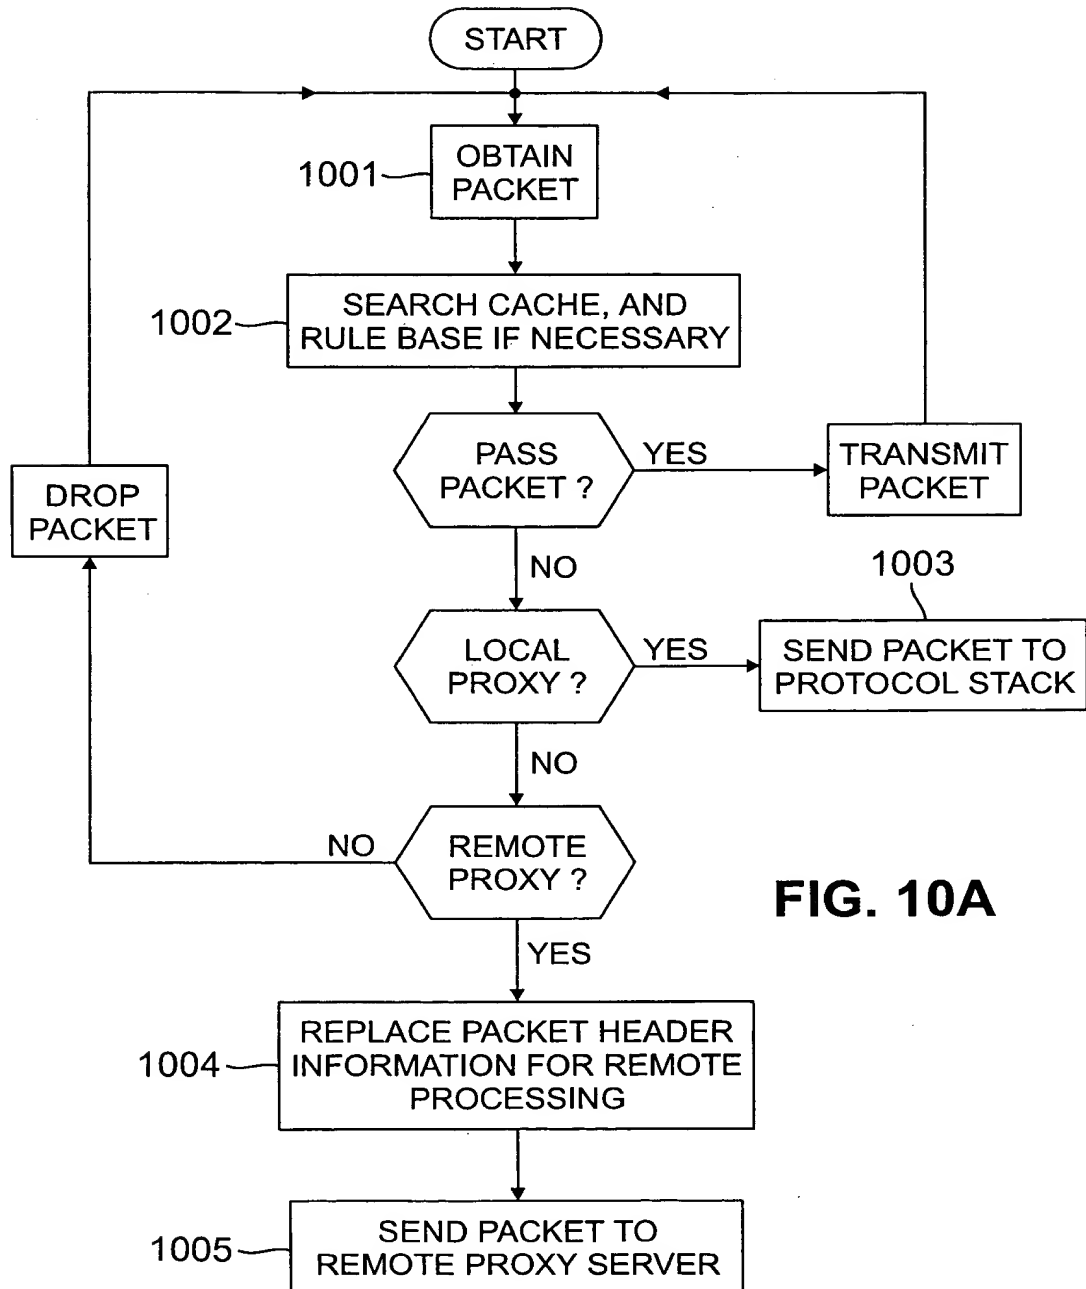 START
1001
OBTAIN
PACKET
1002
SEARCH CACHE, AND
RULE BASE IF NECESSARY
PASS
PACKET ?
YES
TRANSMIT
PACKET
DROP
PACKET
NO
1003
LOCAL
PROXY ?
YES
SEND PACKET TO
PROTOCOL STACK
NO
NO
REMOTE
PROXY ?
FIG. 10A
YES
1004
REPLACE PACKET HEADER
INFORMATION FOR REMOTE
PROCESSING
1005
SEND PACKET TO
REMOTE PROXY SERVER